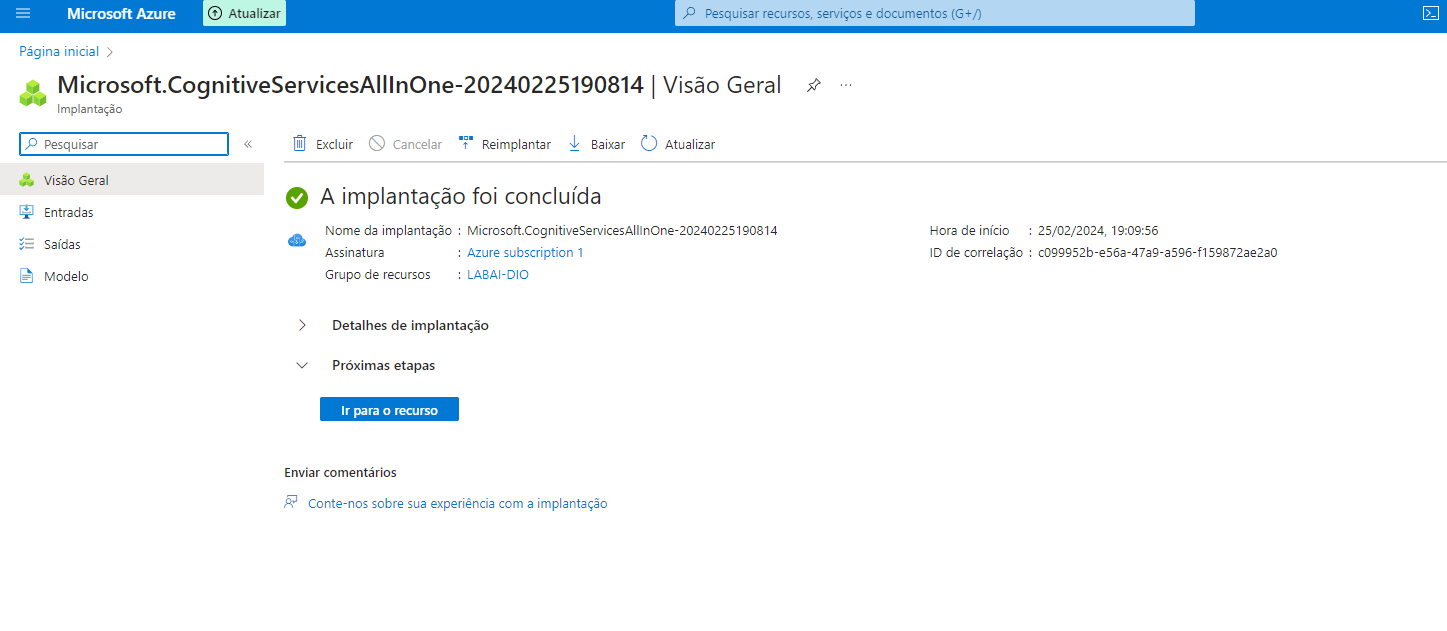 Microsoft Azure
Atualizar
Pesquisar recursos, serviços e documentos (G+/)
Página inicial
Microsoft.CognitiveServicesAllInOne-20240225190814 | Visão Geral
Implantação
Pesquisar
Excluir
Cancelar
Reimplantar
Baixar
Atualizar
Visão Geral
Entradas
Saídas
Modelo
A implantação foi concluída
Nome da implantação : Microsoft.CognitiveServicesAllInOne-20240225190814
Assinatura : Azure subscription 1
Grupo de recursos : LABAI-DIO
Hora de início : 25/02/2024, 19:09:56
ID de correlação : c099952b-e56a-47a9-a596-f159872ae2a0
Detalhes de implantação
Próximas etapas
Ir para o recurso
Enviar comentários
Conte-nos sobre sua experiência com a implantação